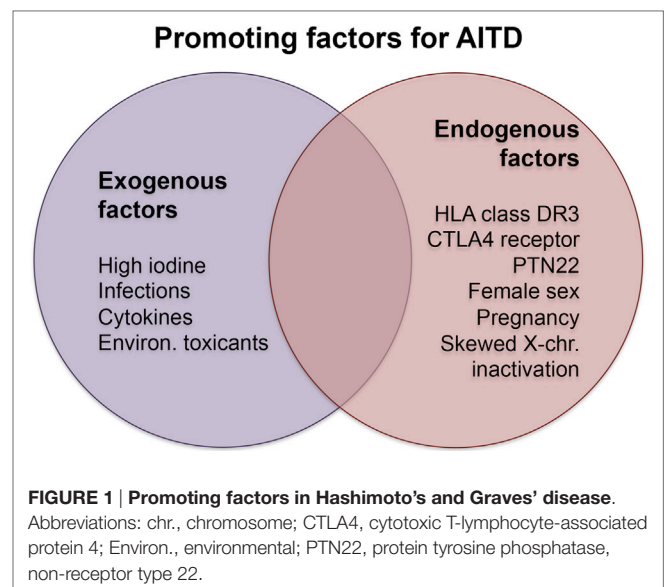 Promoting factors for AITD
Exogenous
factors
High iodine
Infections
Cytokines
Environ. toxicants
Endogenous
factors
HLA class DR3
CTLA4 receptor
PTN22
Female sex
Pregnancy
Skewed X-chr.
inactivation
FIGURE 1 | Promoting factors in Hashimoto's and Graves' disease.
Abbreviations: chr., chromosome; CTLA4, cytotoxic T-lymphocyte-associated
protein 4; Environ., environmental; PTN22, protein tyrosine phosphatase,
non-receptor type 22.